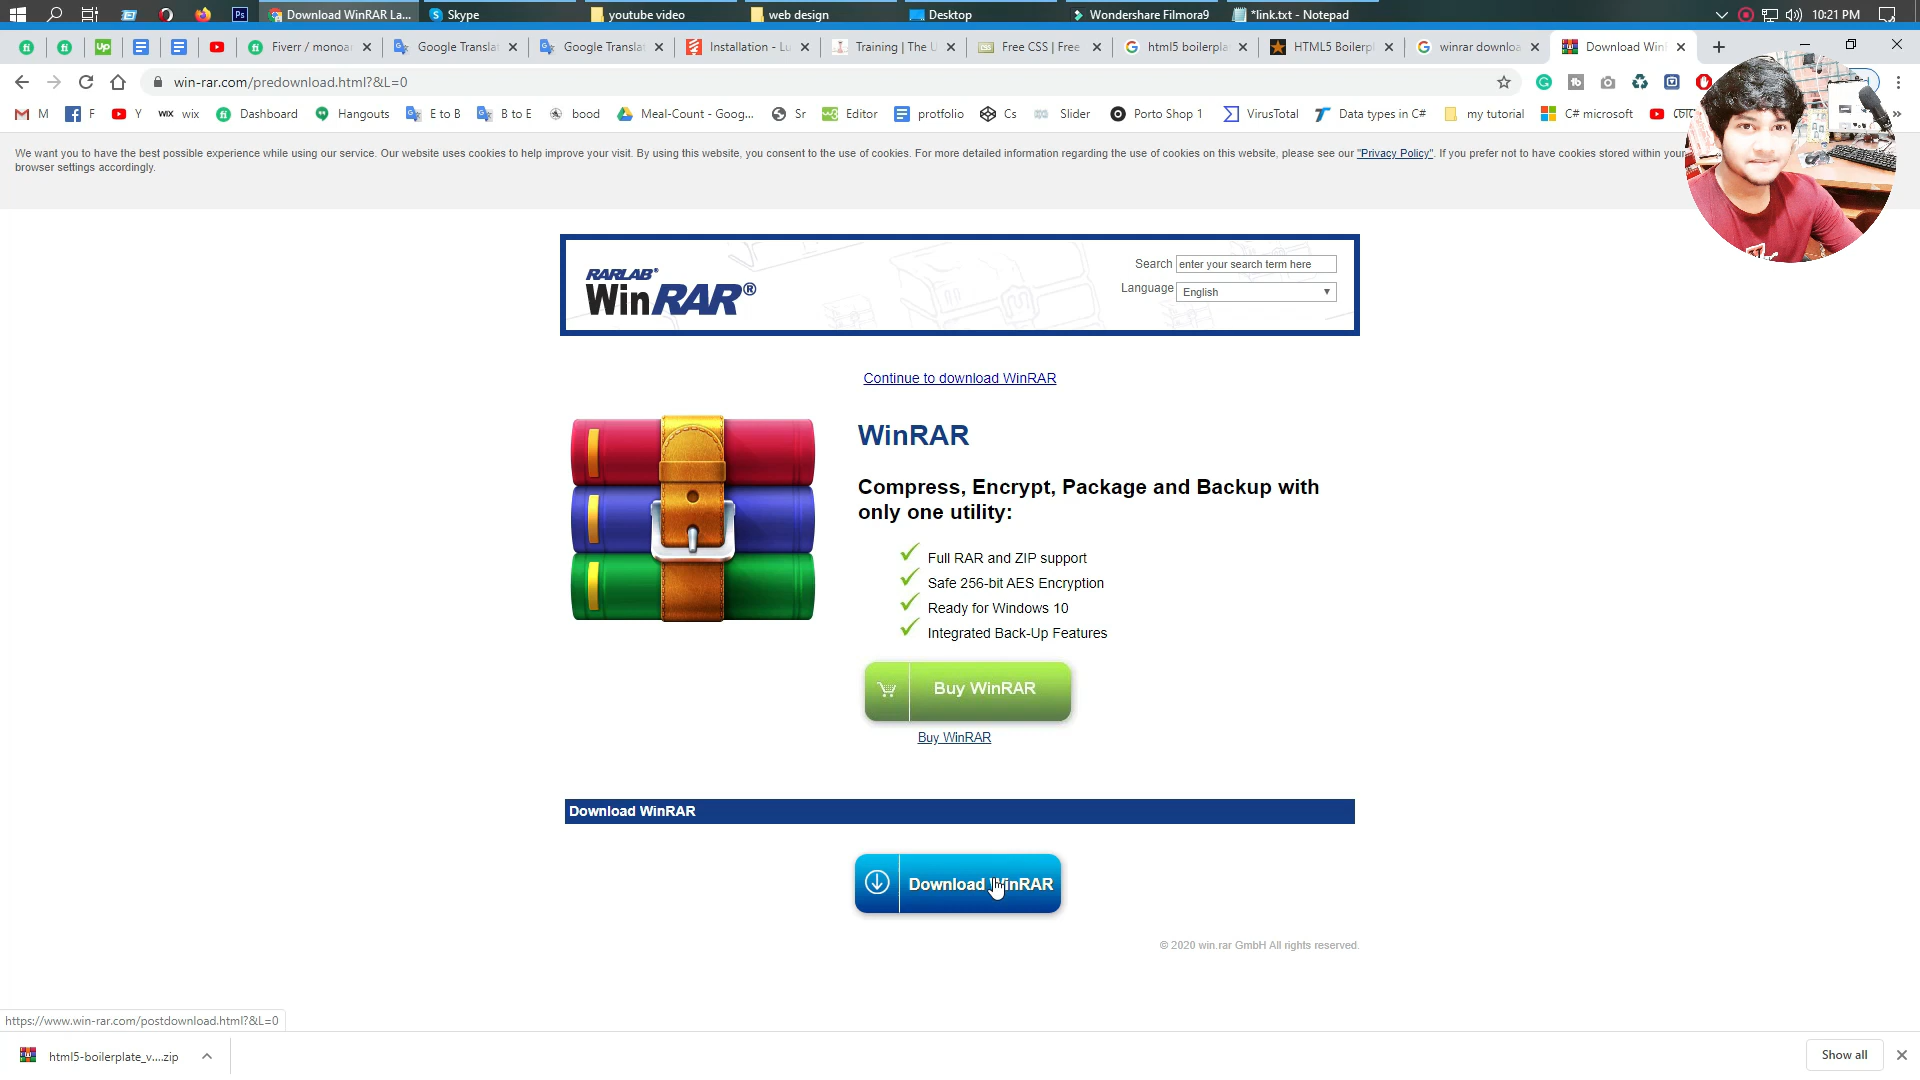 Download WinRAR La...
Skype
youtube video
web design
Desktop
Wondershare Filmora9
*link.txt - Notepad
10:21 PM
Fiverr / monoar
Google Translat
Google Translat
Installation - Lu
Training | The U
Free CSS | Free
html5 boilerpla
HTML5 Boilerpl
winrar downloa
Download WinR
win-rar.com/predownload.html?&L=0
M
F
Y
wix
Dashboard
Hangouts
E to B
B to E
bood
Meal-Count - Goog...
Sr
Editor
protfolio
Cs
Slider
Porto Shop 1
VirusTotal
Data types in C#
my tutorial
C# microsoft
We want you to have the best possible experience while using our service. Our website uses cookies to help improve your visit. By using this website, you consent to the use of cookies. For more detailed information regarding the use of cookies on this website, please see our "Privacy Policy". If you prefer not to have cookies stored within your
browser settings accordingly.
RARLAB®
WinRAR®
Search enter your search term here
Language English
Continue to download WinRAR
WinRAR
Compress, Encrypt, Package and Backup with
only one utility:
Full RAR and ZIP support
Safe 256-bit AES Encryption
Ready for Windows 10
Integrated Back-Up Features
Buy WinRAR
Buy WinRAR
Download WinRAR
Download WinRAR
© 2020 win.rar GmbH All rights reserved.
https://www.win-rar.com/postdownload.html?&L=0
html5-boilerplate_v....zip
Show all